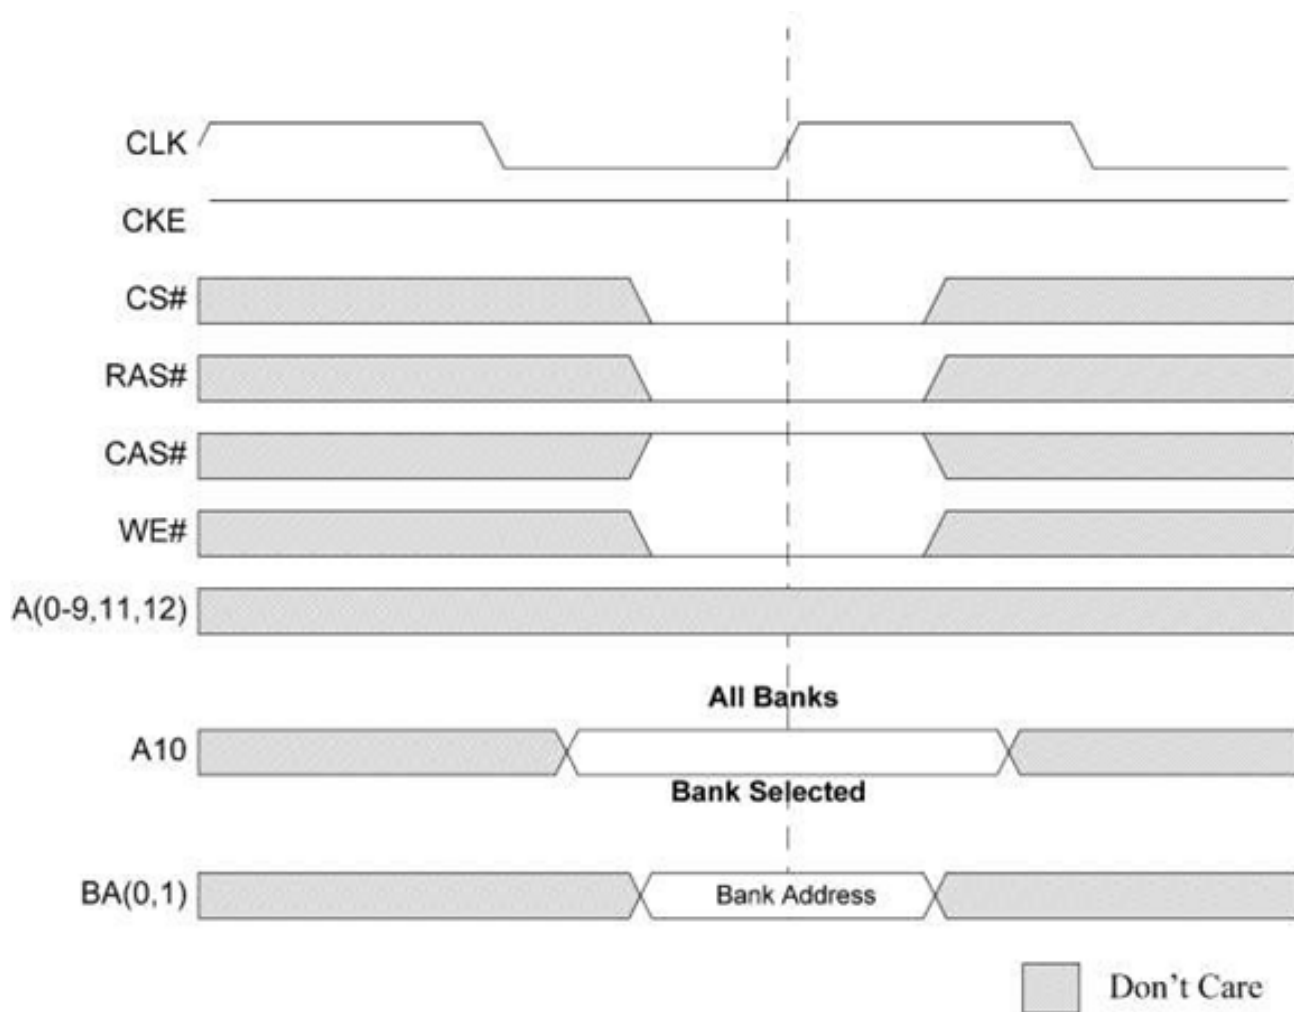 CLK
CKE
CS#
RAS#
CAS#
WE#
A(0-9,11,12)
All Banks
A10
Bank Selected
BA(0,1)
Bank Address
Don't Care